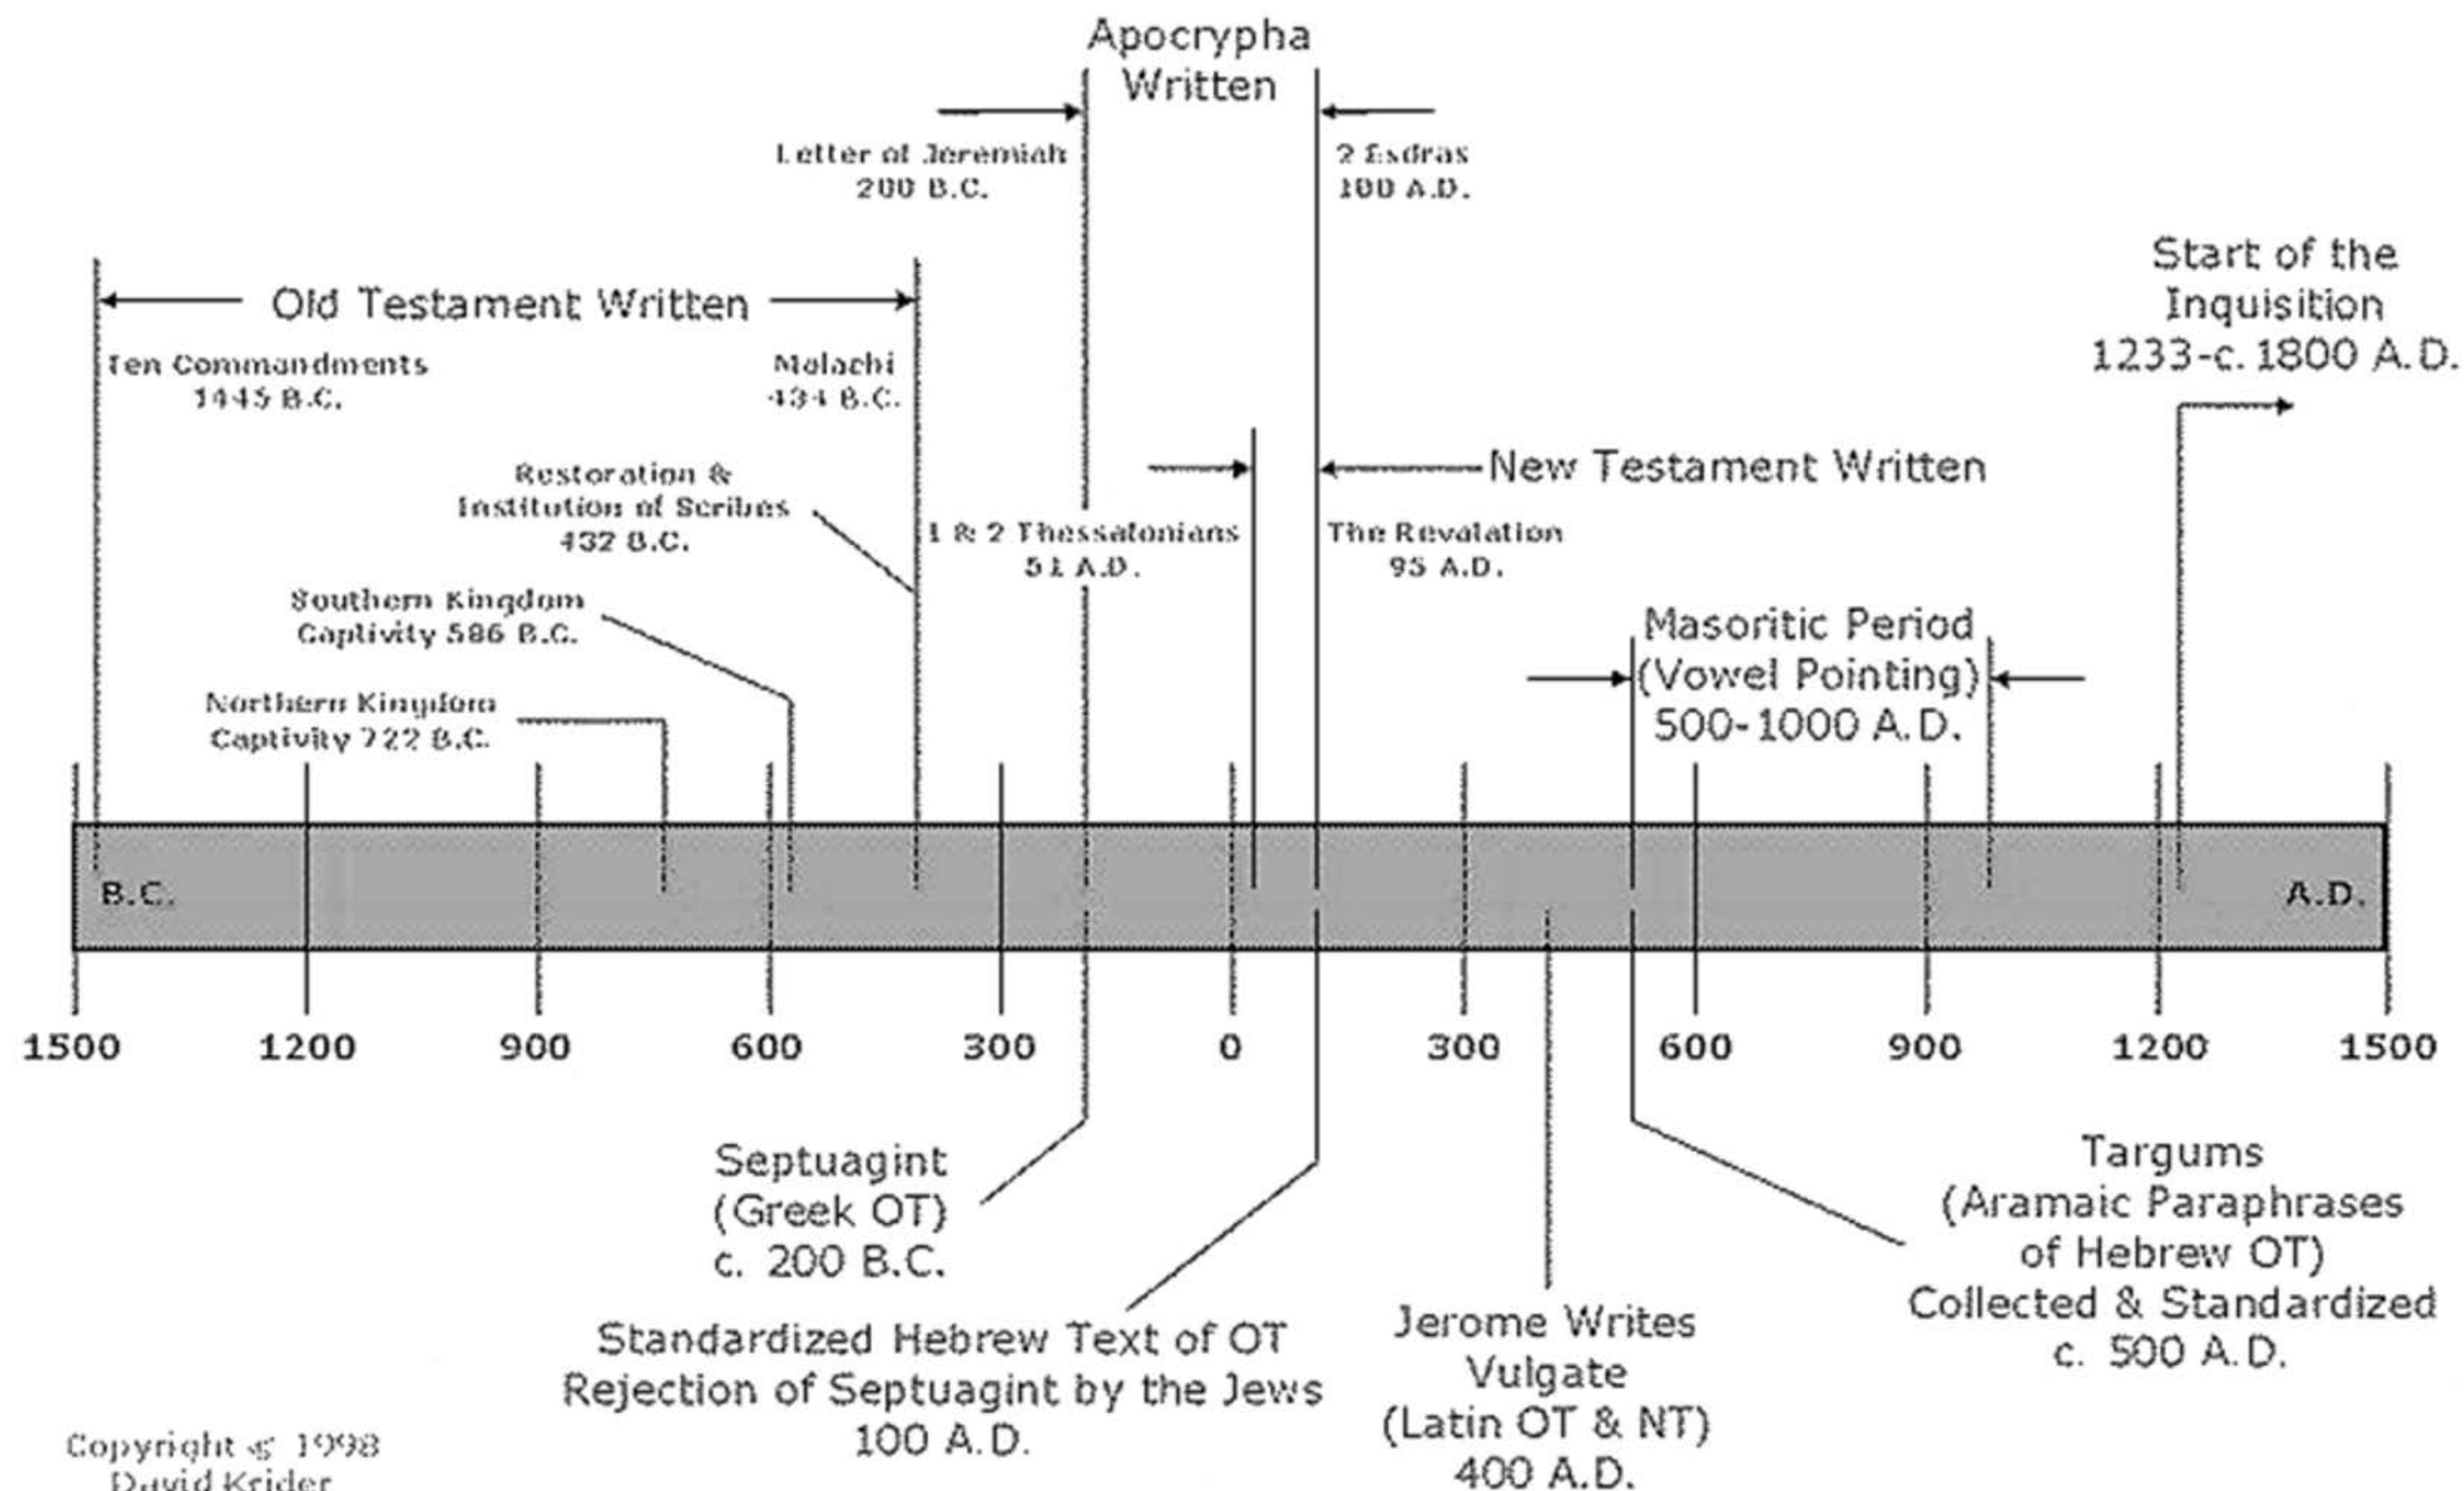 Apocrypha
Written
Letter of Jeremiah
200 B.C.
2 Esdras
100 A.D.
Start of the
Inquisition
1233-c. 1800 A.D.
Old Testament Written
Ten Commandments
1445 B.C.
Malachi
434 B.C.
New Testament Written
Restoration &
Institution of Scribes
432 B.C.
1 & 2 Thessalonians
51 A.D.
The Revalation
95 A.D.
Southern Kingdom
Captivity 586 B.C.
Masoritic Period
(Vowel Pointing)
500-1000 A.D.
Northern Kingdom
Captivity 722 B.C.
B.C.
A.D.
1500 1200 900 600 300 0 300 600 900 1200 1500
Septuagint
(Greek OT)
c. 200 B.C.
Standardized Hebrew Text of OT
Rejection of Septuagint by the Jews
100 A.D.
Jerome Writes
Vulgate
(Latin OT & NT)
400 A.D.
Targums
(Aramaic Paraphrases
of Hebrew OT)
Collected & Standardized
c. 500 A.D.
Copyright © 1998
David Krider